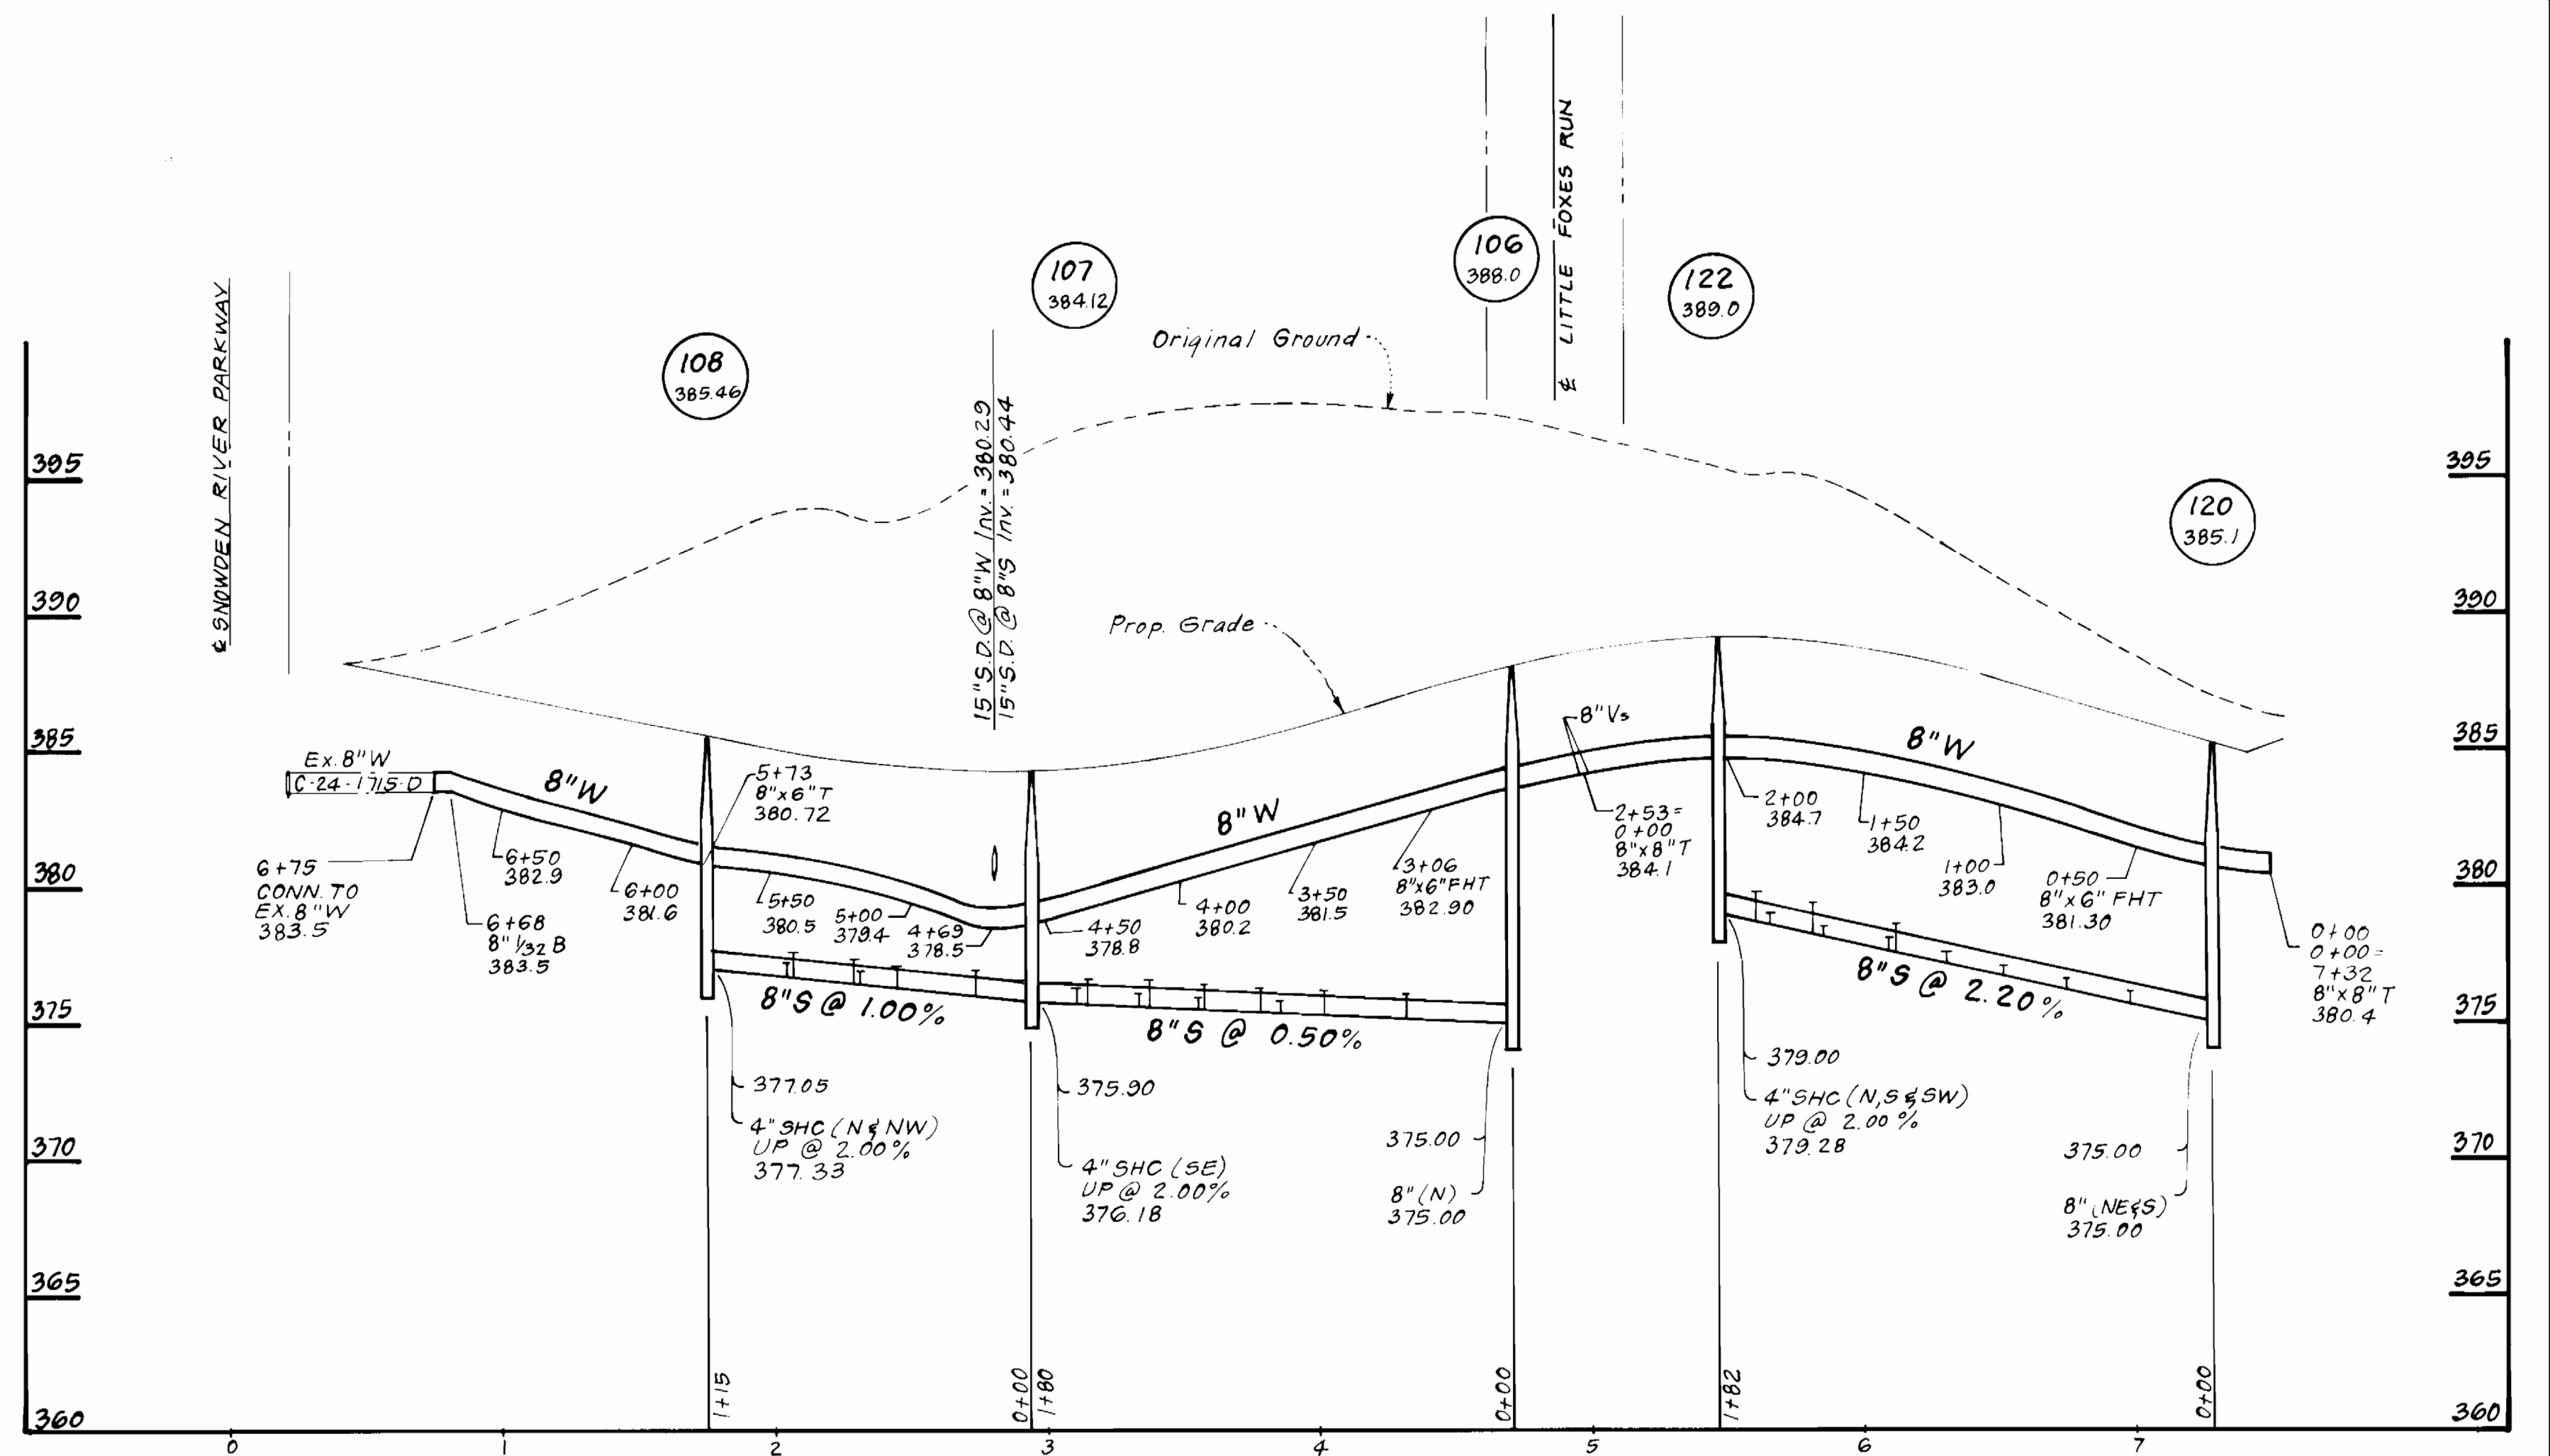 ℄ SNOWDEN RIVER PARKWAY
℄ LITTLE FOXES RUN
108
385.46
107
384.12
106
388.0
122
389.0
120
385.1
15"S.D.@ 8"W Inv.= 380.29
15"S.D.@ 8"S Inv.= 380.44
Original Ground
Prop. Grade
395
390
385
380
375
370
365
360
395
390
385
380
375
370
365
360
Ex. 8"W
C-24-1715-D
8"W
6+75
CONN. TO
EX. 8"W
383.5
6+68
8" 1/32 B
383.5
6+50
382.9
6+00
381.6
5+73
8"x6"T
380.72
5+50
380.5
5+00
379.4
4+69
378.5
4+50
378.8
8"W
4+00
380.2
3+50
381.5
3+06
8"x6"FHT
382.90
8"Vs
2+53=
0+00
8"x8"T
384.1
2+00
384.7
8"W
1+50
384.2
1+00
383.0
0+50
8"x6" FHT
381.30
0+00
0+00=
7+32
8"x8"T
380.4
8"S @ 1.00%
8"S @ 0.50%
8"S @ 2.20%
377.05
4"SHC (N & NW)
UP @ 2.00%
377.33
375.90
4"SHC (SE)
UP @ 2.00%
376.18
375.00
8"(N)
375.00
379.00
4"SHC (N,S & SW)
UP @ 2.00%
379.28
375.00
8"(NE&S)
375.00
1+15
0+00
1+80
0+00
1+82
0+00
0 1 2 3 4 5 6 7